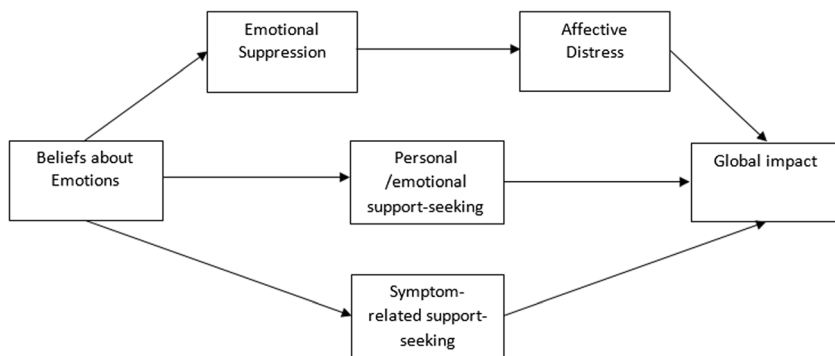 Emotional
Suppression
Affective
Distress
Beliefs about
Emotions
Personal
/emotional
support-seeking
Global impact
Symptom-
related support-
seeking